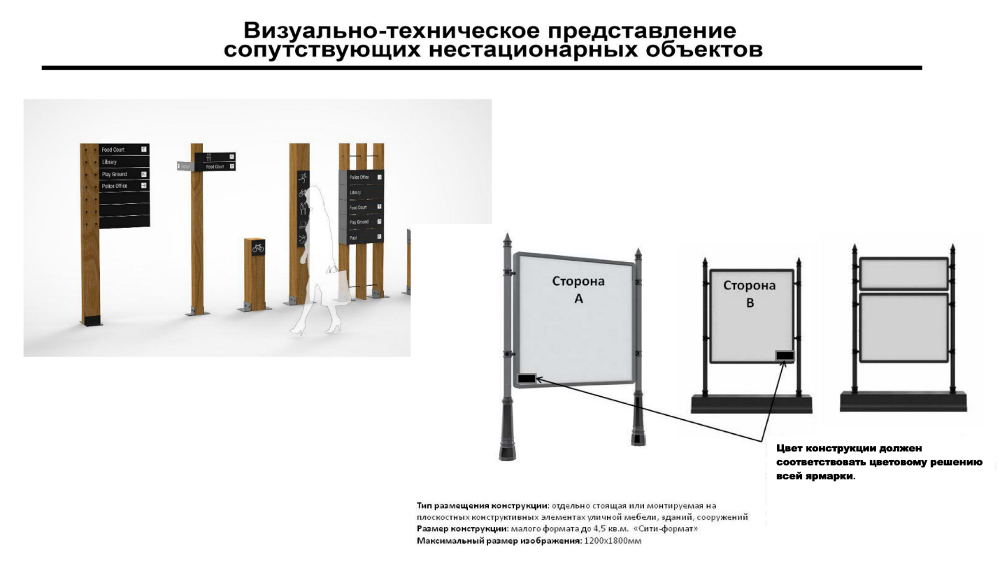 Визуально-техническое представление
сопутствующих нестационарных объектов
Food Court
Library
Play Ground
Police Office
Food Court
Police Office
Library
Food Court
Play Ground
Pool
Сторона
А
Сторона
В
Цвет конструкции должен
соответствовать цветовому решению
всей ярмарки.
Тип размещения конструкции: отдельно стоящая или монтируемая на
плоскостных конструктивных элементах уличной мебели, зданий, сооружений
Размер конструкции: малого формата до 4,5 кв.м. «Сити-формат»
Максимальный размер изображения: 1200х1800мм